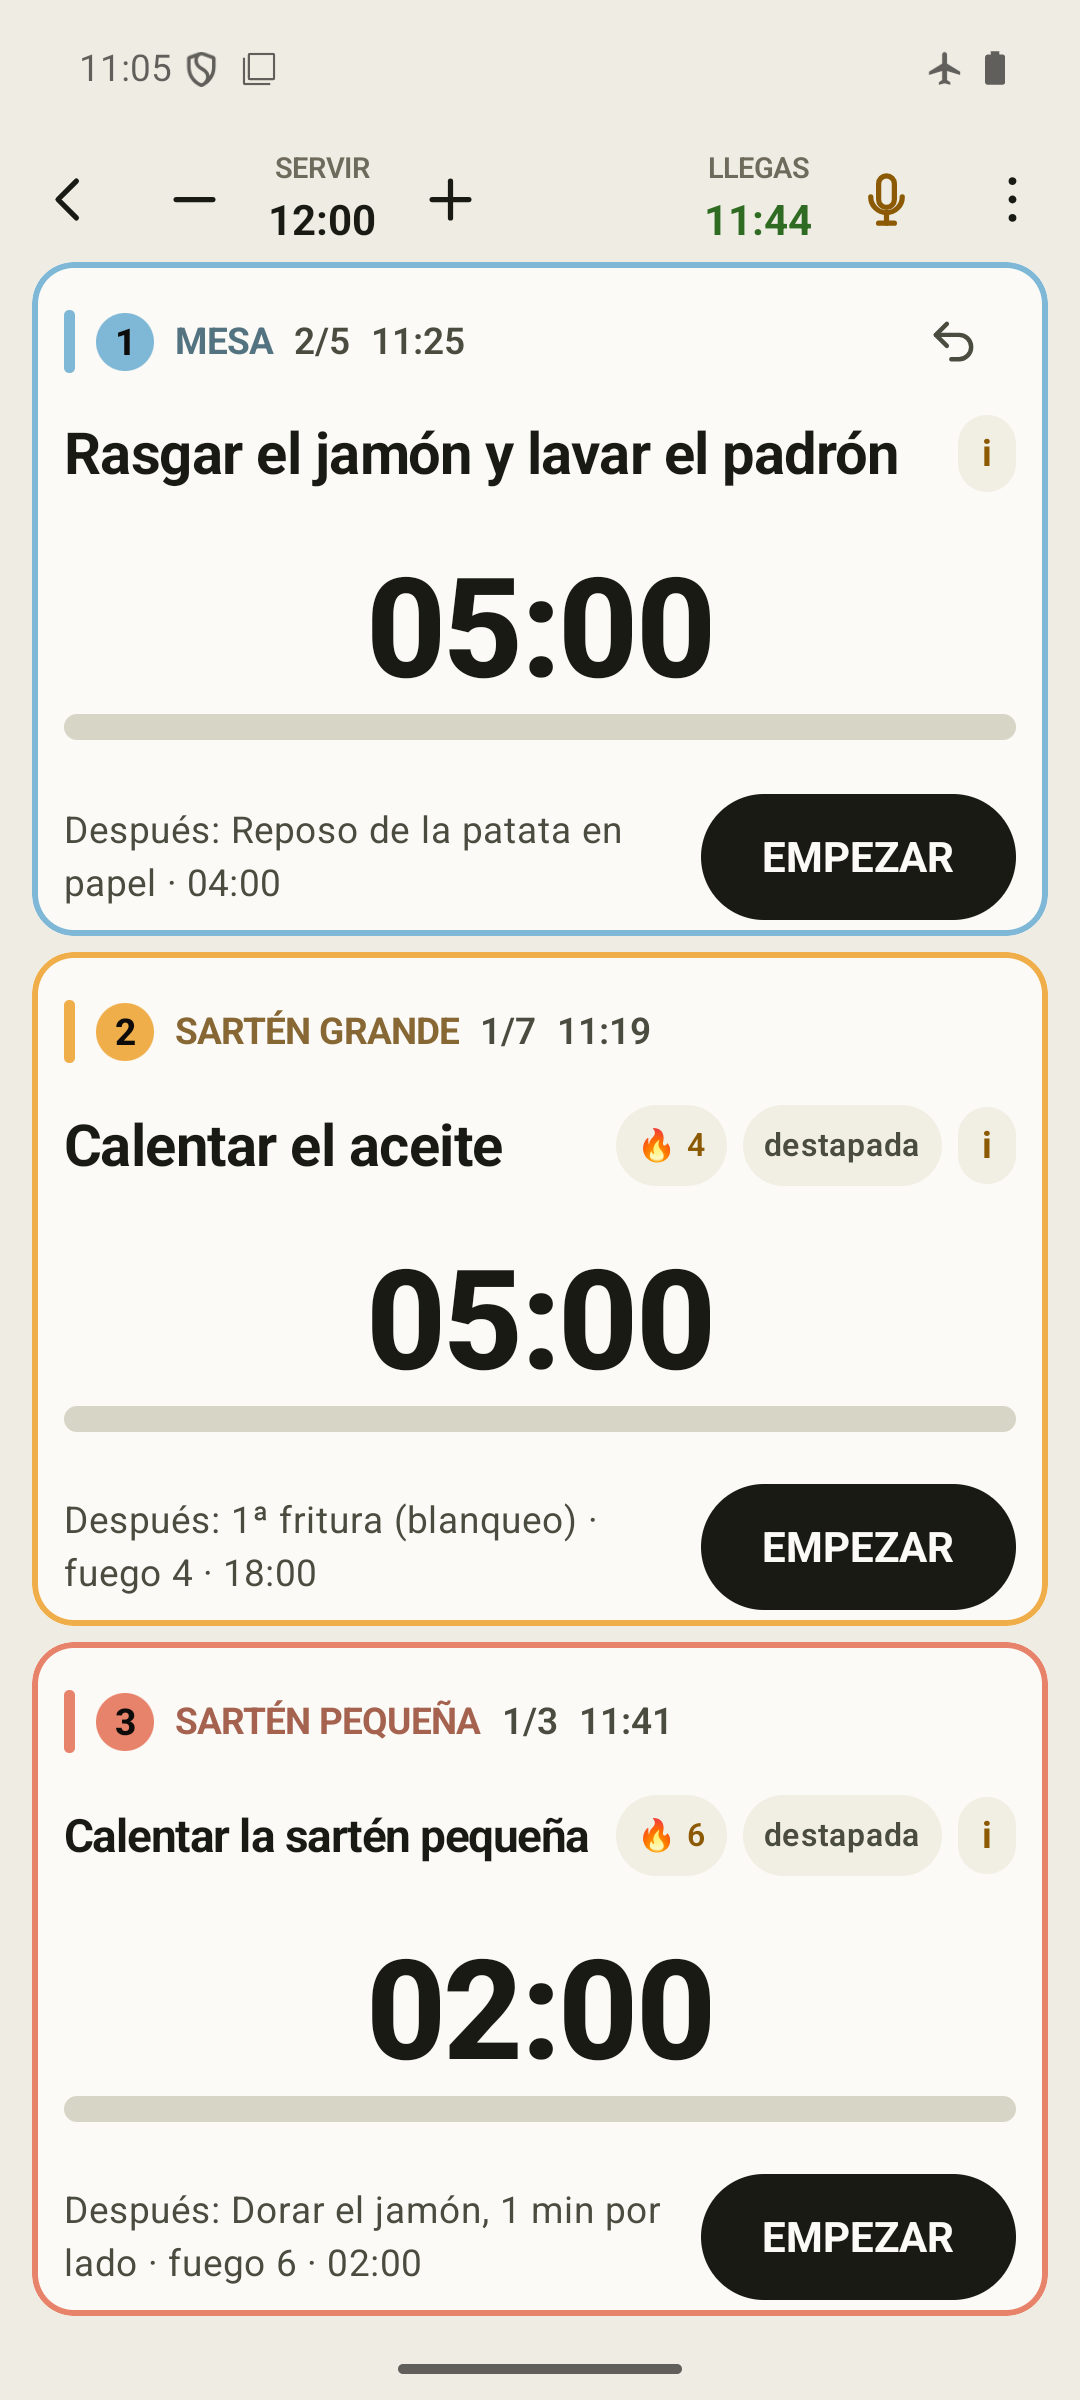 11:05
SERVIR
12:00
LLEGAS
11:44
1 MESA 2/5 11:25
Rasgar el jamón y lavar el padrón i
05:00
Después: Reposo de la patata en
papel · 04:00
EMPEZAR
2 SARTÉN GRANDE 1/7 11:19
Calentar el aceite 🔥 4 destapada i
05:00
Después: 1ª fritura (blanqueo) ·
fuego 4 · 18:00
EMPEZAR
3 SARTÉN PEQUEÑA 1/3 11:41
Calentar la sartén pequeña 🔥 6 destapada i
02:00
Después: Dorar el jamón, 1 min por
lado · fuego 6 · 02:00
EMPEZAR